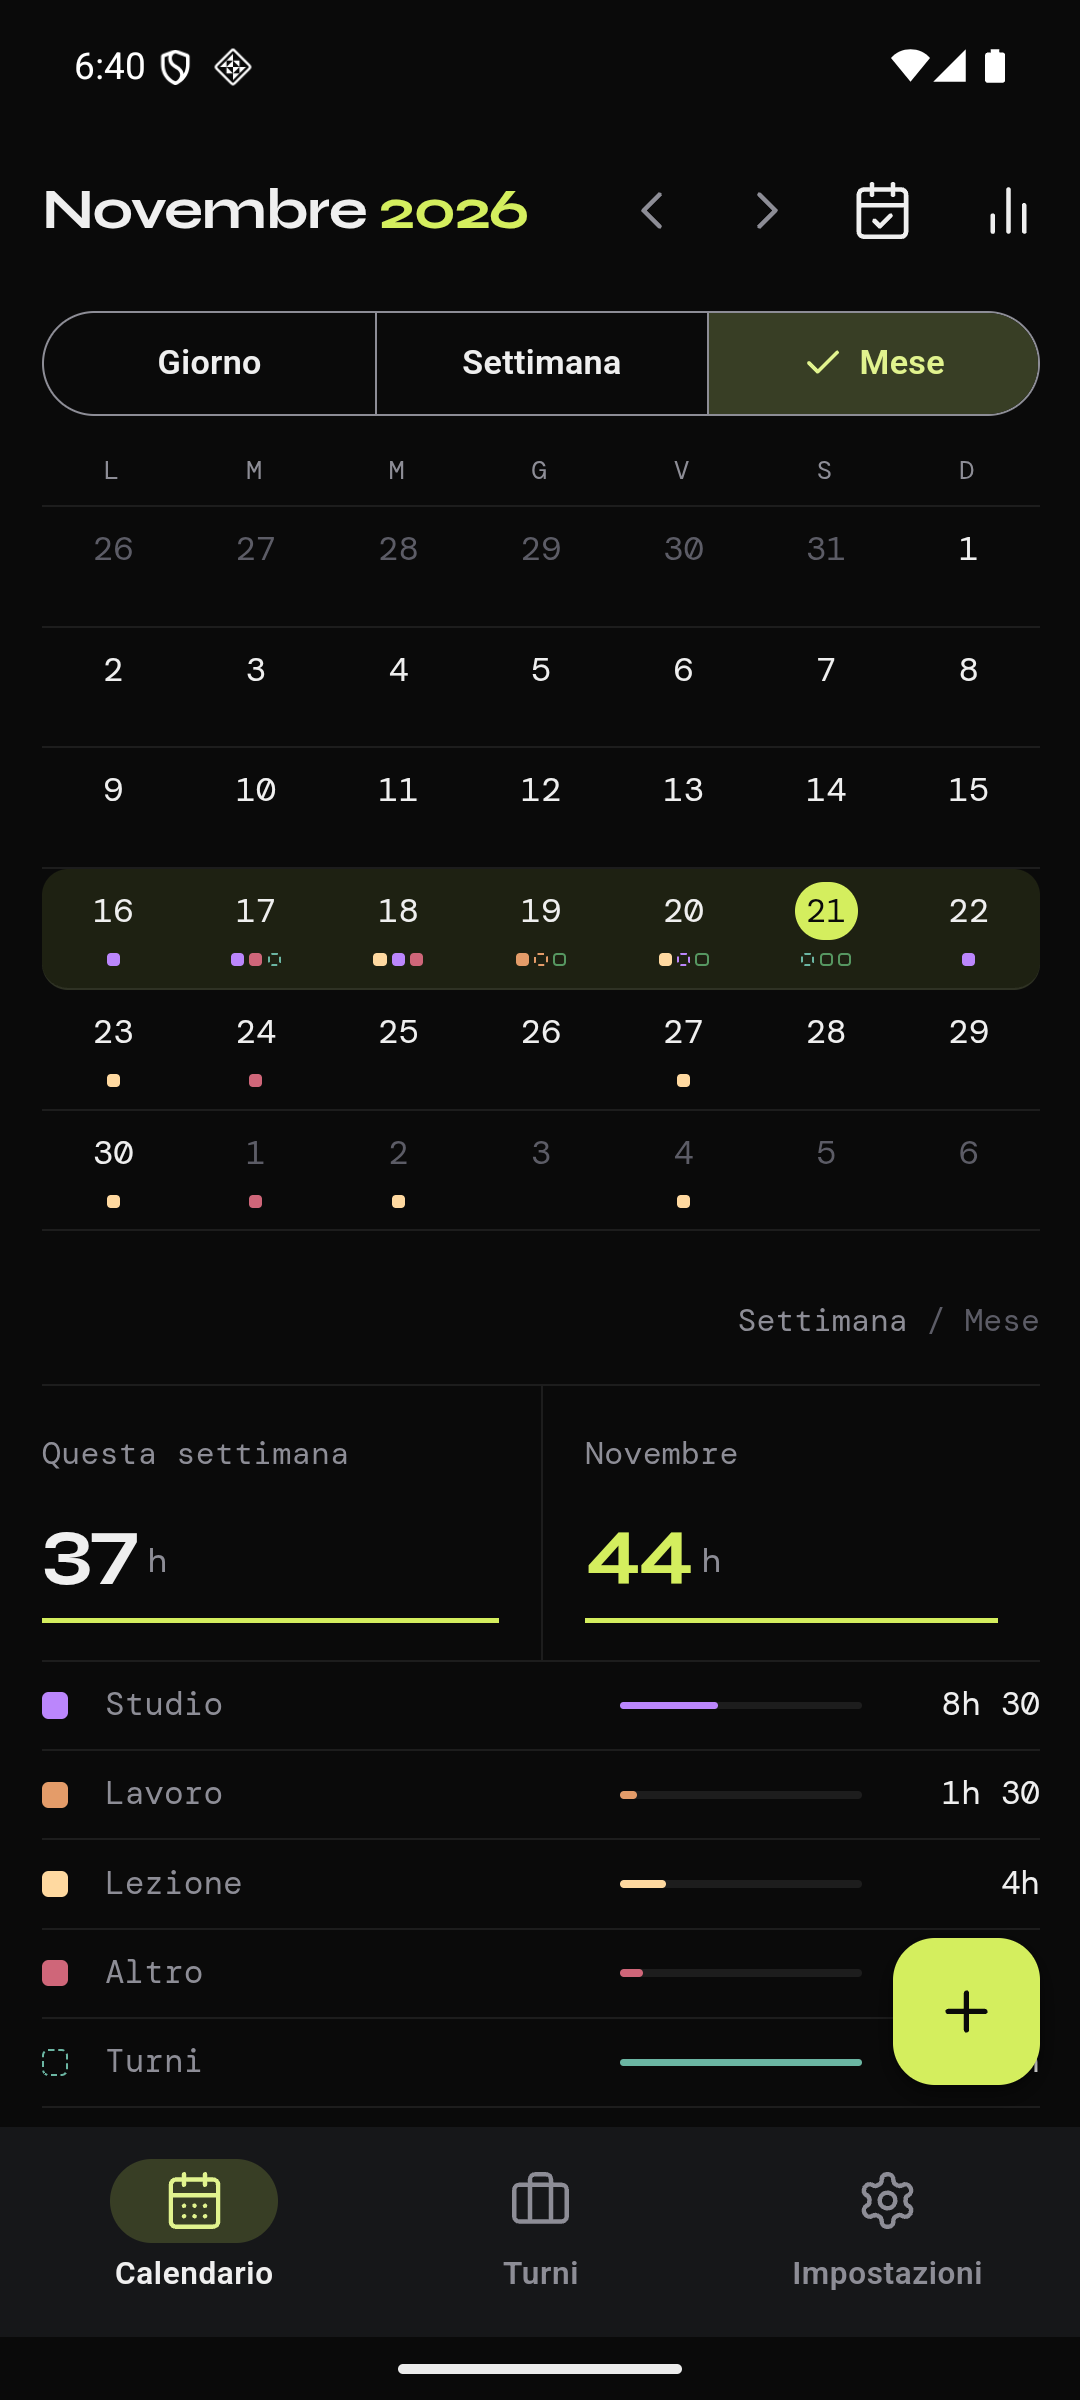 6:40
Novembre 2026
Giorno Settimana Mese
L M M G V S D
26 27 28 29 30 31 1
2 3 4 5 6 7 8
9 10 11 12 13 14 15
16 17 18 19 20 21 22
23 24 25 26 27 28 29
30 1 2 3 4 5 6
Settimana / Mese
Questa settimana Novembre
37 h 44 h
Studio 8h 30
Lavoro 1h 30
Lezione 4h
Altro
Turni
Calendario Turni Impostazioni